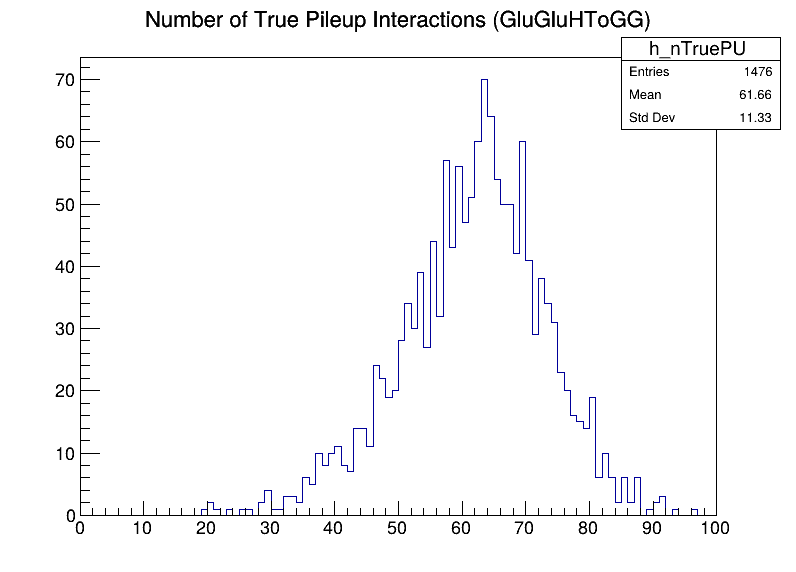 Number of True Pileup Interactions (GluGluHToGG)
h_nTruePU
Entries 1476
Mean 61.66
Std Dev 11.33
70
60
50
40
30
20
10
0
0 10 20 30 40 50 60 70 80 90 100